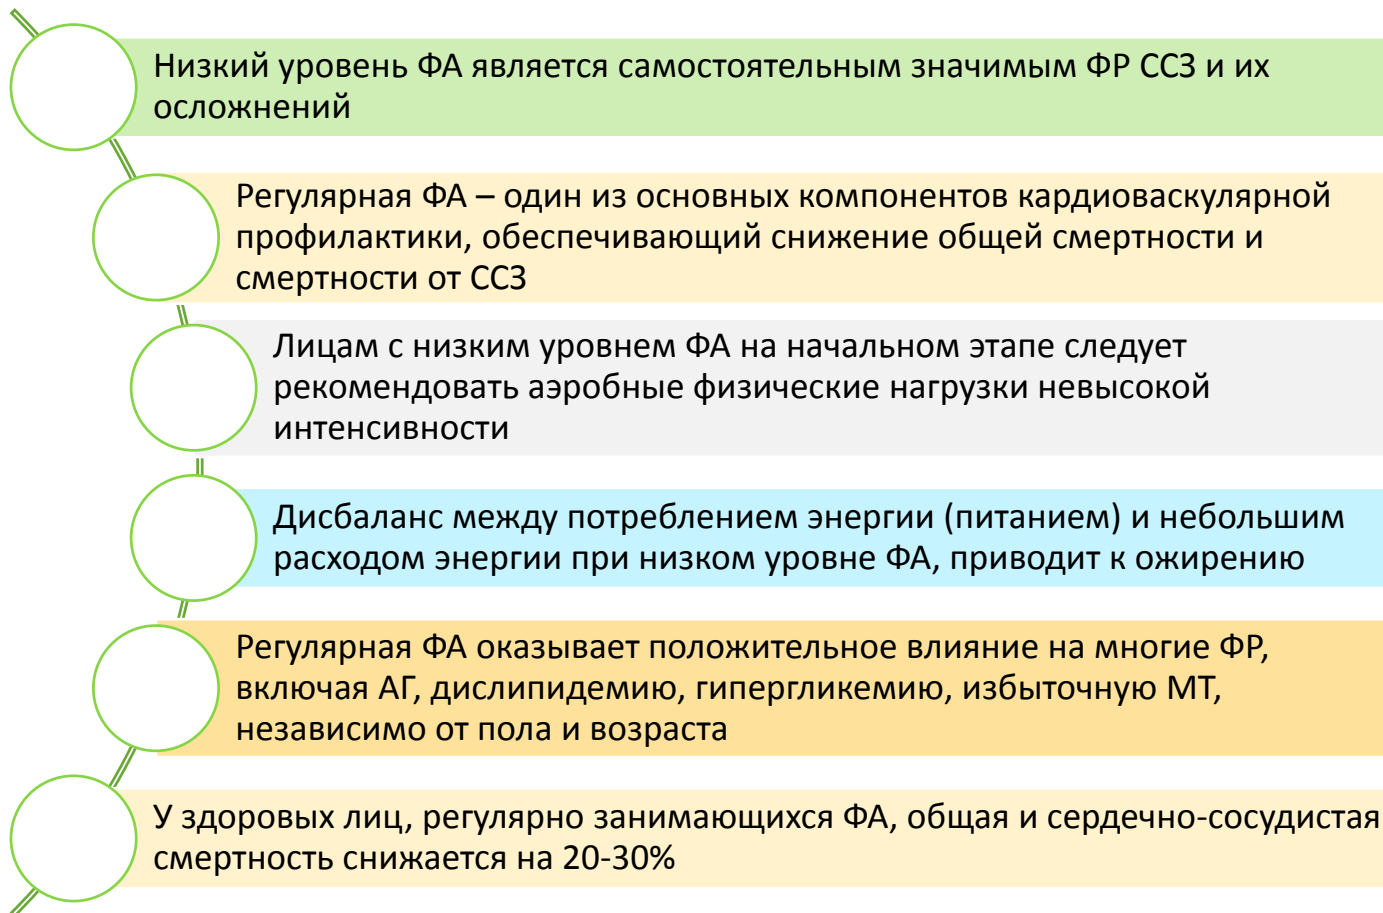 Низкий уровень ФА является самостоятельным значимым ФР ССЗ и их
осложнений
Регулярная ФА – один из основных компонентов кардиоваскулярной
профилактики, обеспечивающий снижение общей смертности и
смертности от ССЗ
Лицам с низким уровнем ФА на начальном этапе следует
рекомендовать аэробные физические нагрузки невысокой
интенсивности
Дисбаланс между потреблением энергии (питанием) и небольшим
расходом энергии при низком уровне ФА, приводит к ожирению
Регулярная ФА оказывает положительное влияние на многие ФР,
включая АГ, дислипидемию, гипергликемию, избыточную МТ,
независимо от пола и возраста
У здоровых лиц, регулярно занимающихся ФА, общая и сердечно-сосудистая
смертность снижается на 20-30%